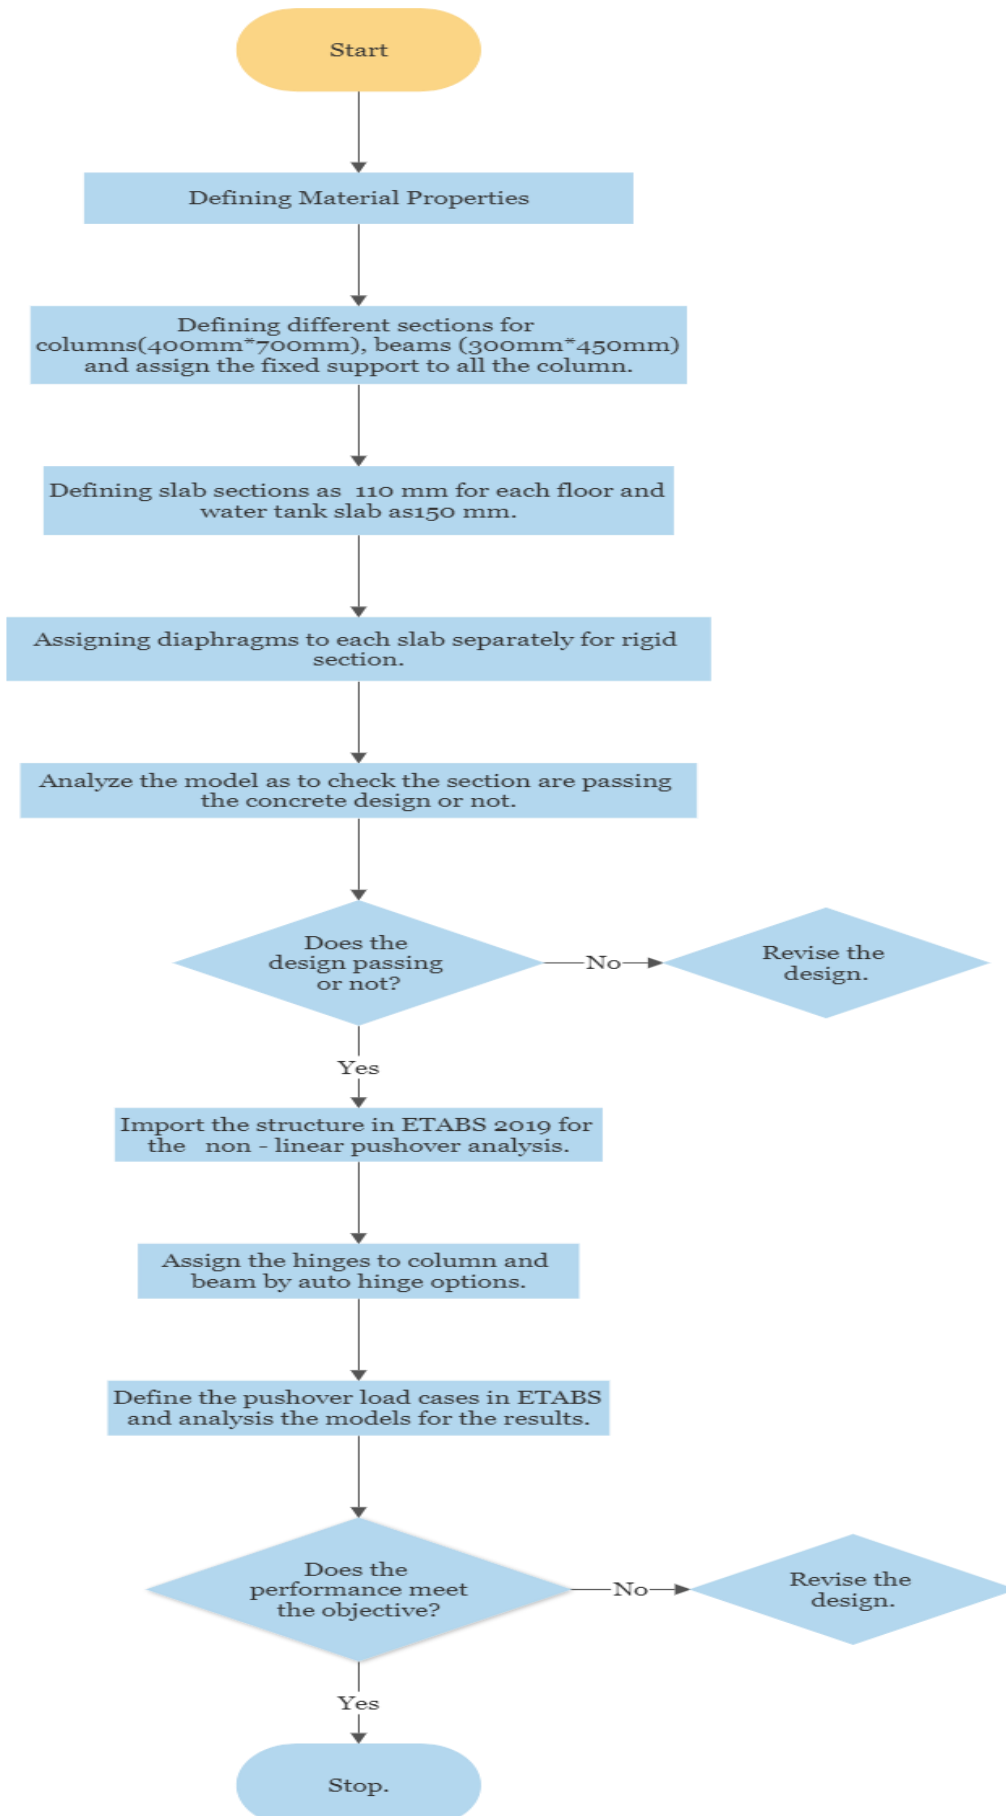 Start
Defining Material Properties
Defining different sections for
columns(400mm*700mm), beams (300mm*450mm)
and assign the fixed support to all the column.
Defining slab sections as  110 mm for each floor and
water tank slab as150 mm.
Assigning diaphragms to each slab separately for rigid
section.
Analyze the model as to check the section are passing
the concrete design or not.
Does the
design passing
or not?
No
Revise the
design.
Yes
Import the structure in ETABS 2019 for
the   non - linear pushover analysis.
Assign the hinges to column and
beam by auto hinge options.
Define the pushover load cases in ETABS
and analysis the models for the results.
Does the
performance meet
the objective?
No
Revise the
design.
Yes
Stop.